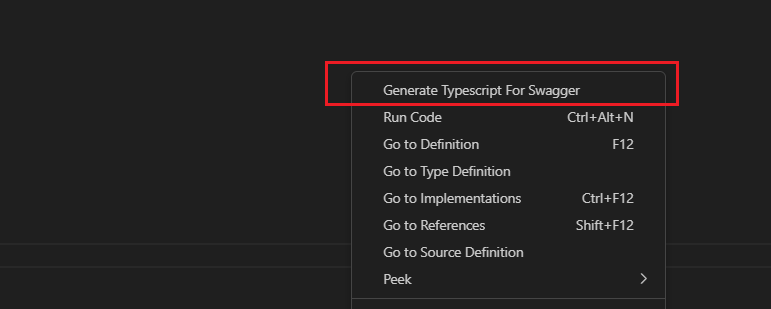 Generate Typescript For Swagger
Run Code Ctrl+Alt+N
Go to Definition F12
Go to Type Definition
Go to Implementations Ctrl+F12
Go to References Shift+F12
Go to Source Definition
Peek